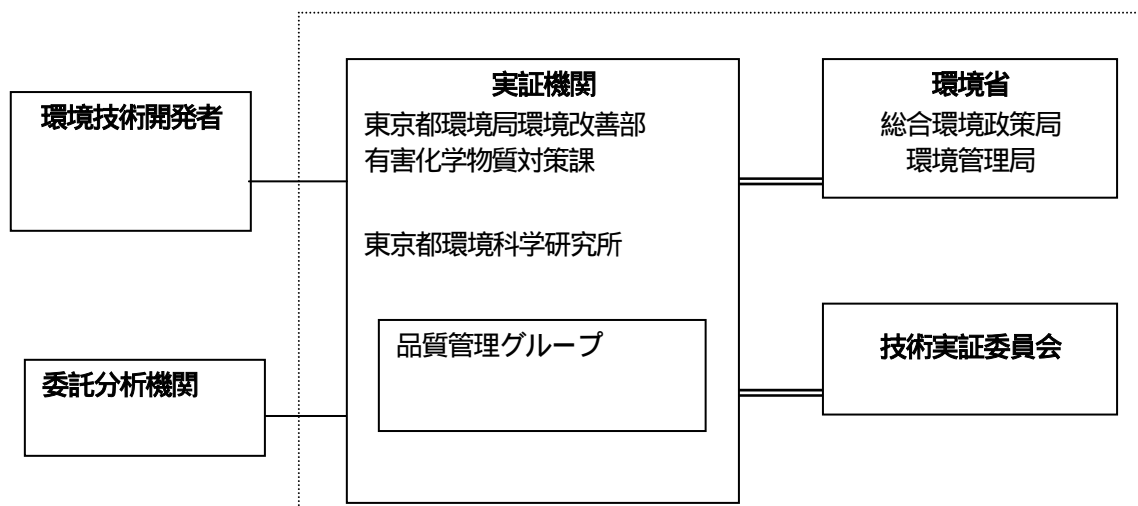 環境技術開発者
委託分析機関
実証機関
東京都環境局環境改善部
有害化学物質対策課
東京都環境科学研究所
品質管理グループ
環境省
総合環境政策局
環境管理局
技術実証委員会